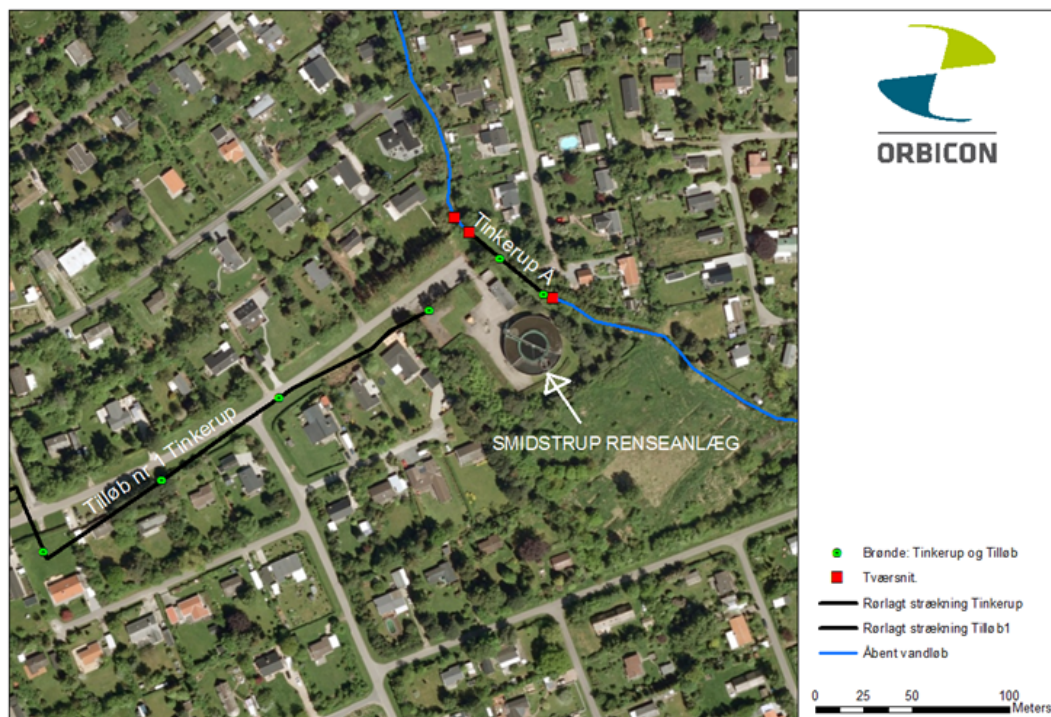 ORBICON
Tinkerup A
Tilløb nr 1 Tinkerup
SMIDSTRUP RENSEANLÆG
Brønde: Tinkerup og Tilløb
Tværsnit.
Rørlagt strækning Tinkerup
Rørlagt strækning Tilløb1
Åbent vandløb
0 25 50 100
Meters